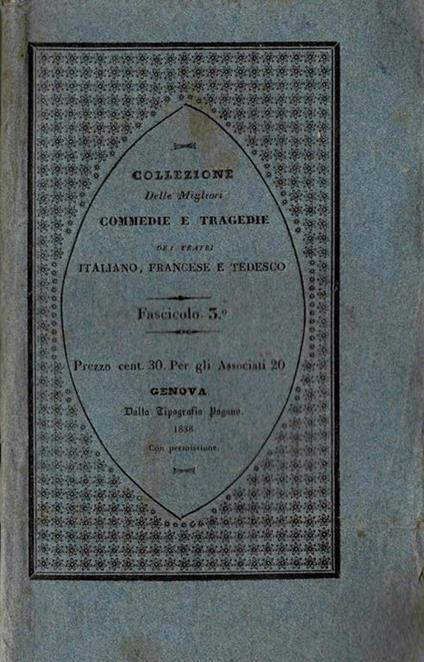 COLLEZIONE
Delle Migliori
COMMEDIE E TRAGEDIE
DEI TEATRI
ITALIANO, FRANCESE E TEDESCO
Fascicolo. 3.º
Prezzo cent. 30. Per gli Associati 20
GENOVA
Dalla Tipografia Pagano.
1838
Con permissione.